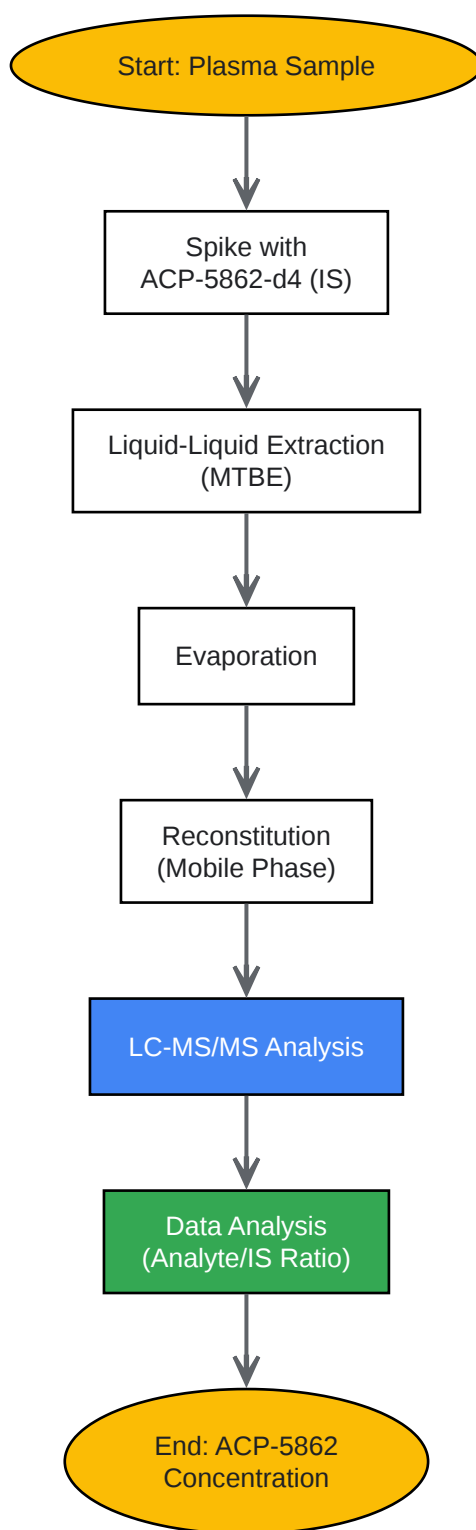 Start: Plasma Sample
Spike with
ACP-5862-d4 (IS)
Liquid-Liquid Extraction
(MTBE)
Evaporation
Reconstitution
(Mobile Phase)
LC-MS/MS Analysis
Data Analysis
(Analyte/IS Ratio)
End: ACP-5862
Concentration